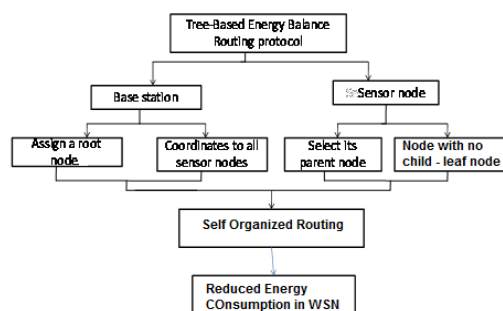 Tree-Based Energy Balance
Routing protocol
Base station
Sensor node
Assign a root
node.
Coordinates to all
sensor nodes
Select its
parent node
Node with no
child - leaf node
Self Organized Routing
Reduced Energy
COnsumption in WSN